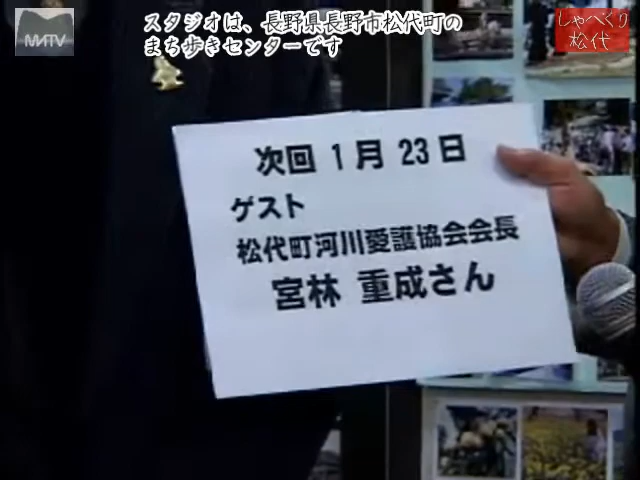 MATV
スタジオは、長野県長野市松代町の
まち歩きセンターです
しゃべくり
松代
次回 1月 23日
ゲスト
松代町河川愛護協会会長
宮林 重成さん